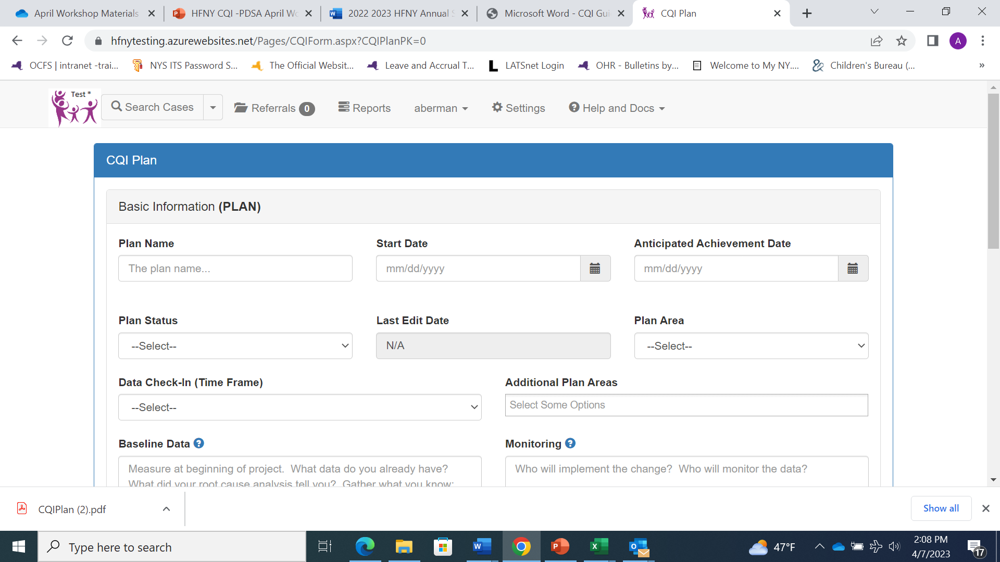 April Workshop Materials
HFNY CQI -PDSA April Wo
2022 2023 HFNY Annual S
Microsoft Word - CQI Gui
CQI Plan
hfnytesting.azurewebsites.net/Pages/CQIForm.aspx?CQIPlanPK=0
A
OCFS | intranet -trai...
NYS ITS Password S...
The Official Websit...
Leave and Accrual T...
L LATSnet Login
OHR - Bulletins by...
Welcome to My NY....
Children's Bureau (...
»
Test *
Search Cases
Referrals 0
Reports
aberman
Settings
Help and Docs
CQI Plan
Basic Information (PLAN)
Plan Name
Start Date
Anticipated Achievement Date
The plan name...
mm/dd/yyyy
mm/dd/yyyy
Plan Status
Last Edit Date
Plan Area
--Select--
N/A
--Select--
Data Check-In (Time Frame)
Additional Plan Areas
--Select--
Select Some Options
Baseline Data ?
Monitoring ?
Measure at beginning of project.  What data do you already have?
What did your root cause analysis tell you?  Gather what you know:
Who will implement the change?  Who will monitor the data?
CQIPlan (2).pdf
Show all
Type here to search
47°F
2:08 PM
4/7/2023
17